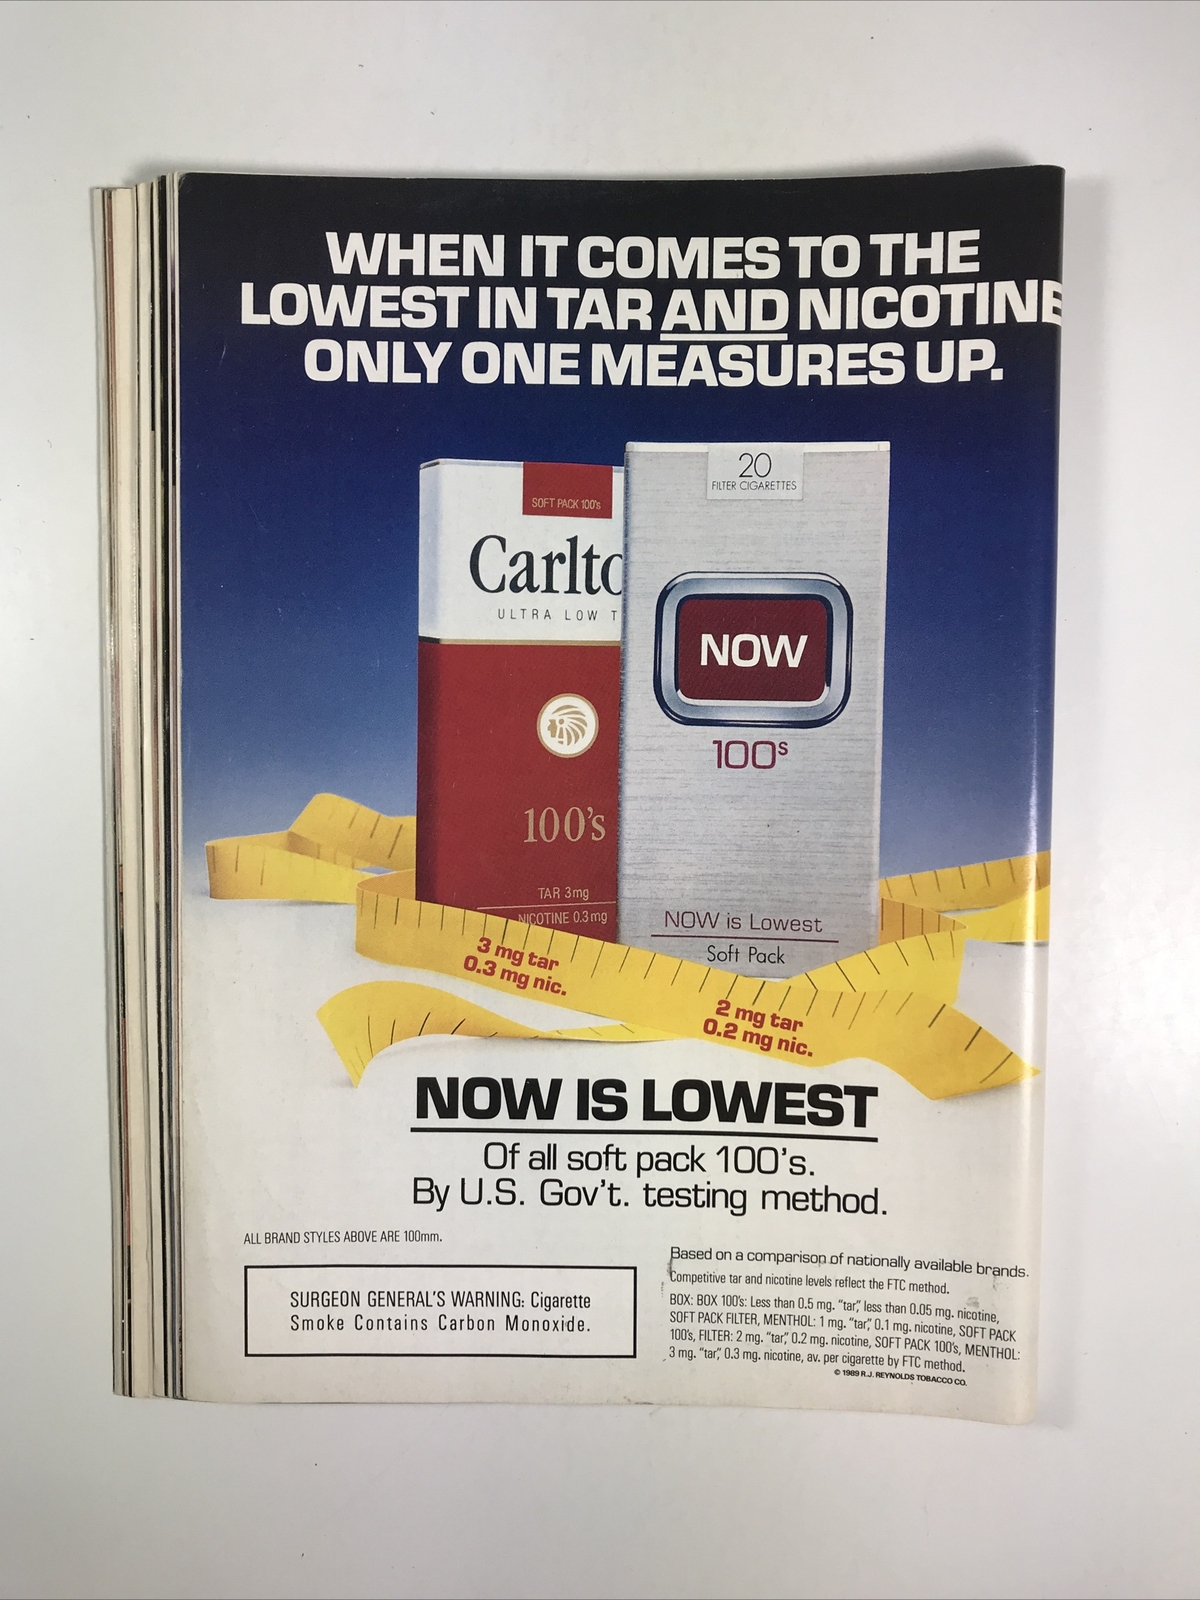 WHEN IT COMES TO THE
LOWEST IN TAR AND NICOTINE
ONLY ONE MEASURES UP.
SOFT PACK 100's
Carlto
ULTRA LOW T
100's
TAR 3mg
NICOTINE 0.3mg
20
FILTER CIGARETTES
NOW
100s
NOW is Lowest
Soft Pack
3 mg tar
0.3 mg nic.
2 mg tar
0.2 mg nic.
NOW IS LOWEST
Of all soft pack 100's.
By U.S. Gov't. testing method.
ALL BRAND STYLES ABOVE ARE 100mm.
SURGEON GENERAL'S WARNING: Cigarette
Smoke Contains Carbon Monoxide.
Based on a comparison of nationally available brands.
Competitive tar and nicotine levels reflect the FTC method.
BOX: BOX 100's: Less than 0.5 mg. "tar," less than 0.05 mg. nicotine,
SOFT PACK FILTER, MENTHOL: 1 mg. "tar," 0.1 mg. nicotine, SOFT PACK
100's, FILTER: 2 mg. "tar," 0.2 mg. nicotine, SOFT PACK 100's, MENTHOL:
3 mg. "tar," 0.3 mg. nicotine, av. per cigarette by FTC method.
© 1989 R.J. REYNOLDS TOBACCO CO.